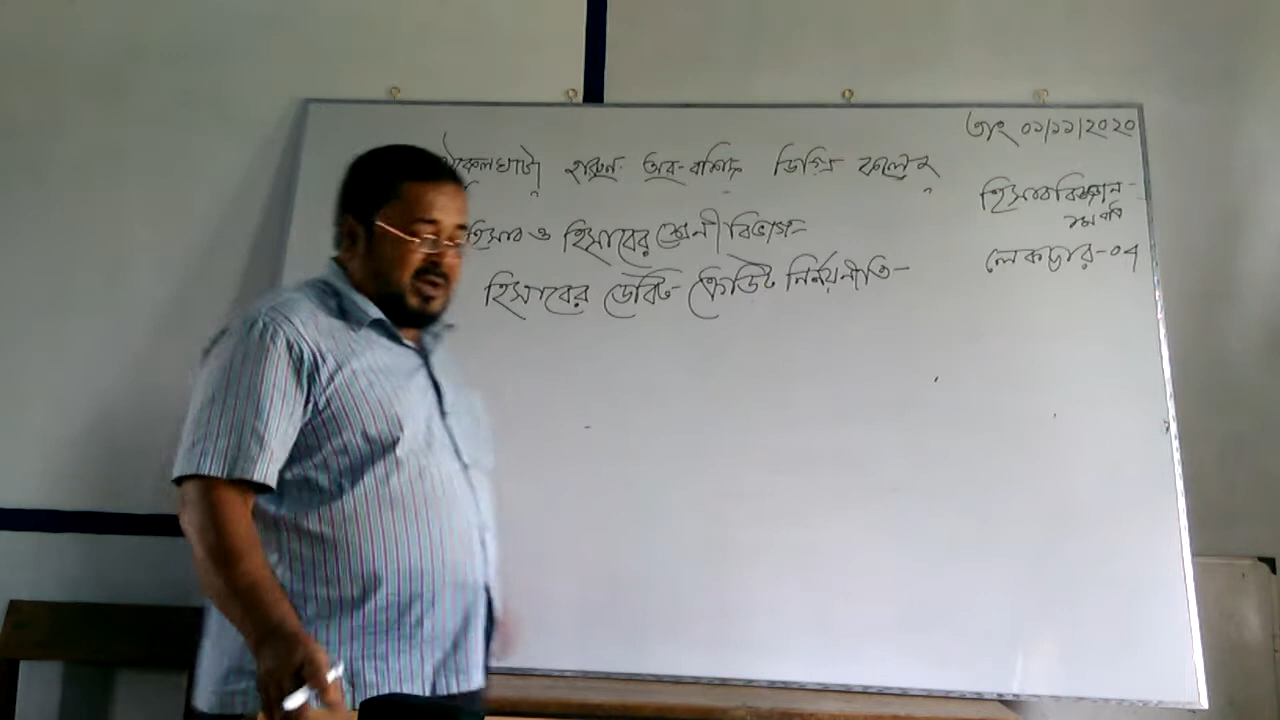 তাং ০১/১১/২০২০
হারুন-অর-রশিদ ডিগ্রি কলেজ
হিসাববিজ্ঞান-
১ম পত্র
হিসাব ও হিসাবের শ্রেণীবিভাগ-
লেকচার-০৭
হিসাবের ডেবিট-ক্রেডিট নির্ণয়নীতি-